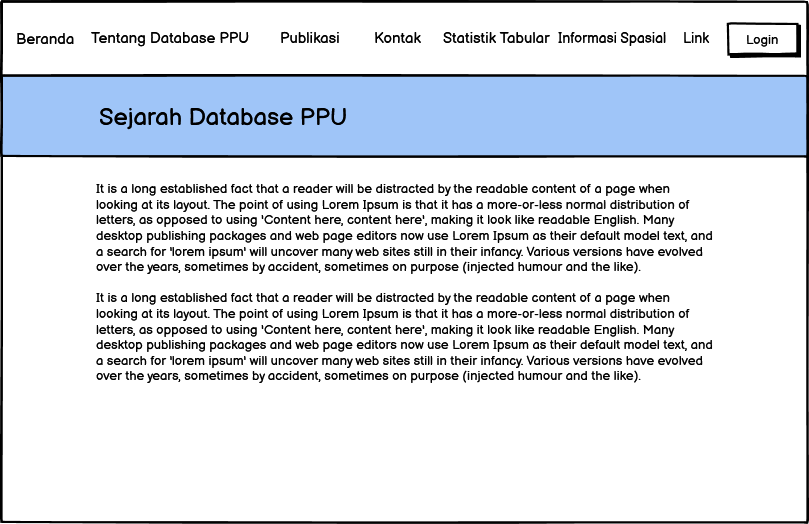 Beranda Tentang Database PPU Publikasi Kontak Statistik Tabular Informasi Spasial Link Login
Sejarah Database PPU
It is a long established fact that a reader will be distracted by the readable content of a page when
looking at its layout. The point of using Lorem Ipsum is that it has a more-or-less normal distribution of
letters, as opposed to using 'Content here, content here', making it look like readable English. Many
desktop publishing packages and web page editors now use Lorem Ipsum as their default model text, and
a search for 'lorem ipsum' will uncover many web sites still in their infancy. Various versions have evolved
over the years, sometimes by accident, sometimes on purpose (injected humour and the like).
It is a long established fact that a reader will be distracted by the readable content of a page when
looking at its layout. The point of using Lorem Ipsum is that it has a more-or-less normal distribution of
letters, as opposed to using 'Content here, content here', making it look like readable English. Many
desktop publishing packages and web page editors now use Lorem Ipsum as their default model text, and
a search for 'lorem ipsum' will uncover many web sites still in their infancy. Various versions have evolved
over the years, sometimes by accident, sometimes on purpose (injected humour and the like).